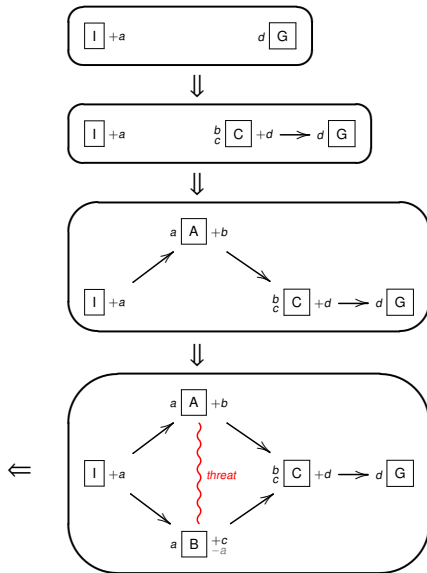 I +a d G
⇓
I +a b c C +d → d G
⇓
a A +b
I +a b c C +d → d G
⇓
a A +b
⇐ I +a threat b c C +d → d G
a B +c −a